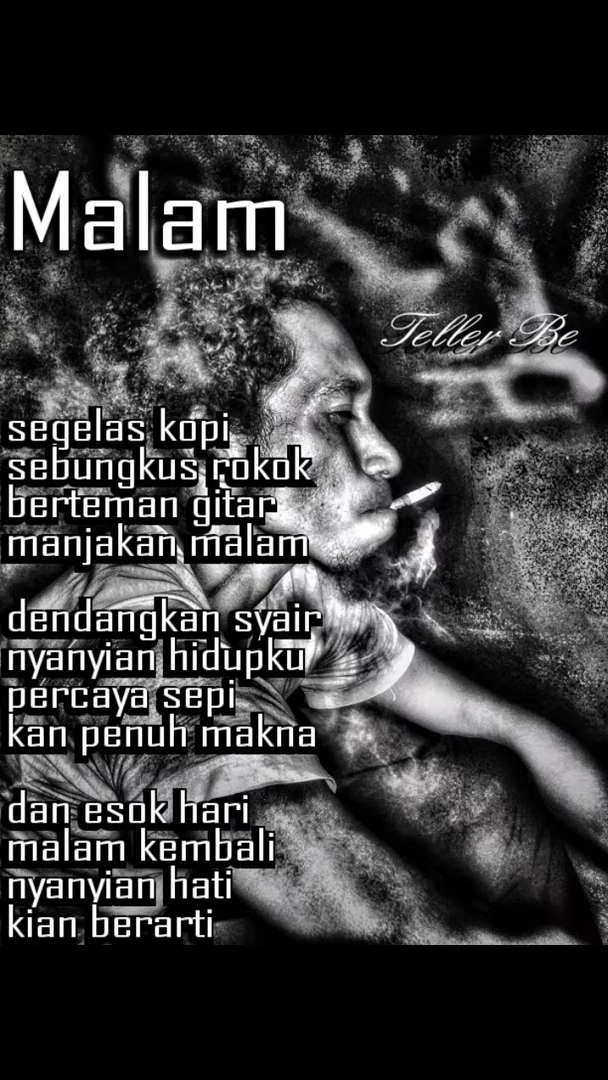 Malam
Teller Be
segelas kopi
sebungkus rokok
berteman gitar
manjakan malam
dendangkan syair
nyanyian hidupku
percaya sepi
kan penuh makna
dan esok hari
malam kembali
nyanyian hati
kian berarti